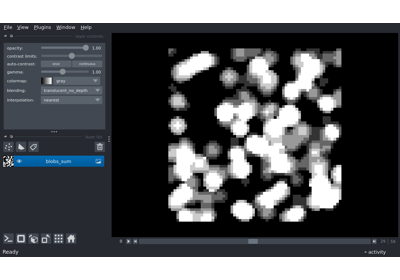 File View Plugins Window Help
opacity: 1.00
contrast limits:
auto-contrast: once continuous
gamma: 1.00
colormap: gray
blending: translucent_no_depth
interpolation: nearest
blobs_sum
Ready
activity